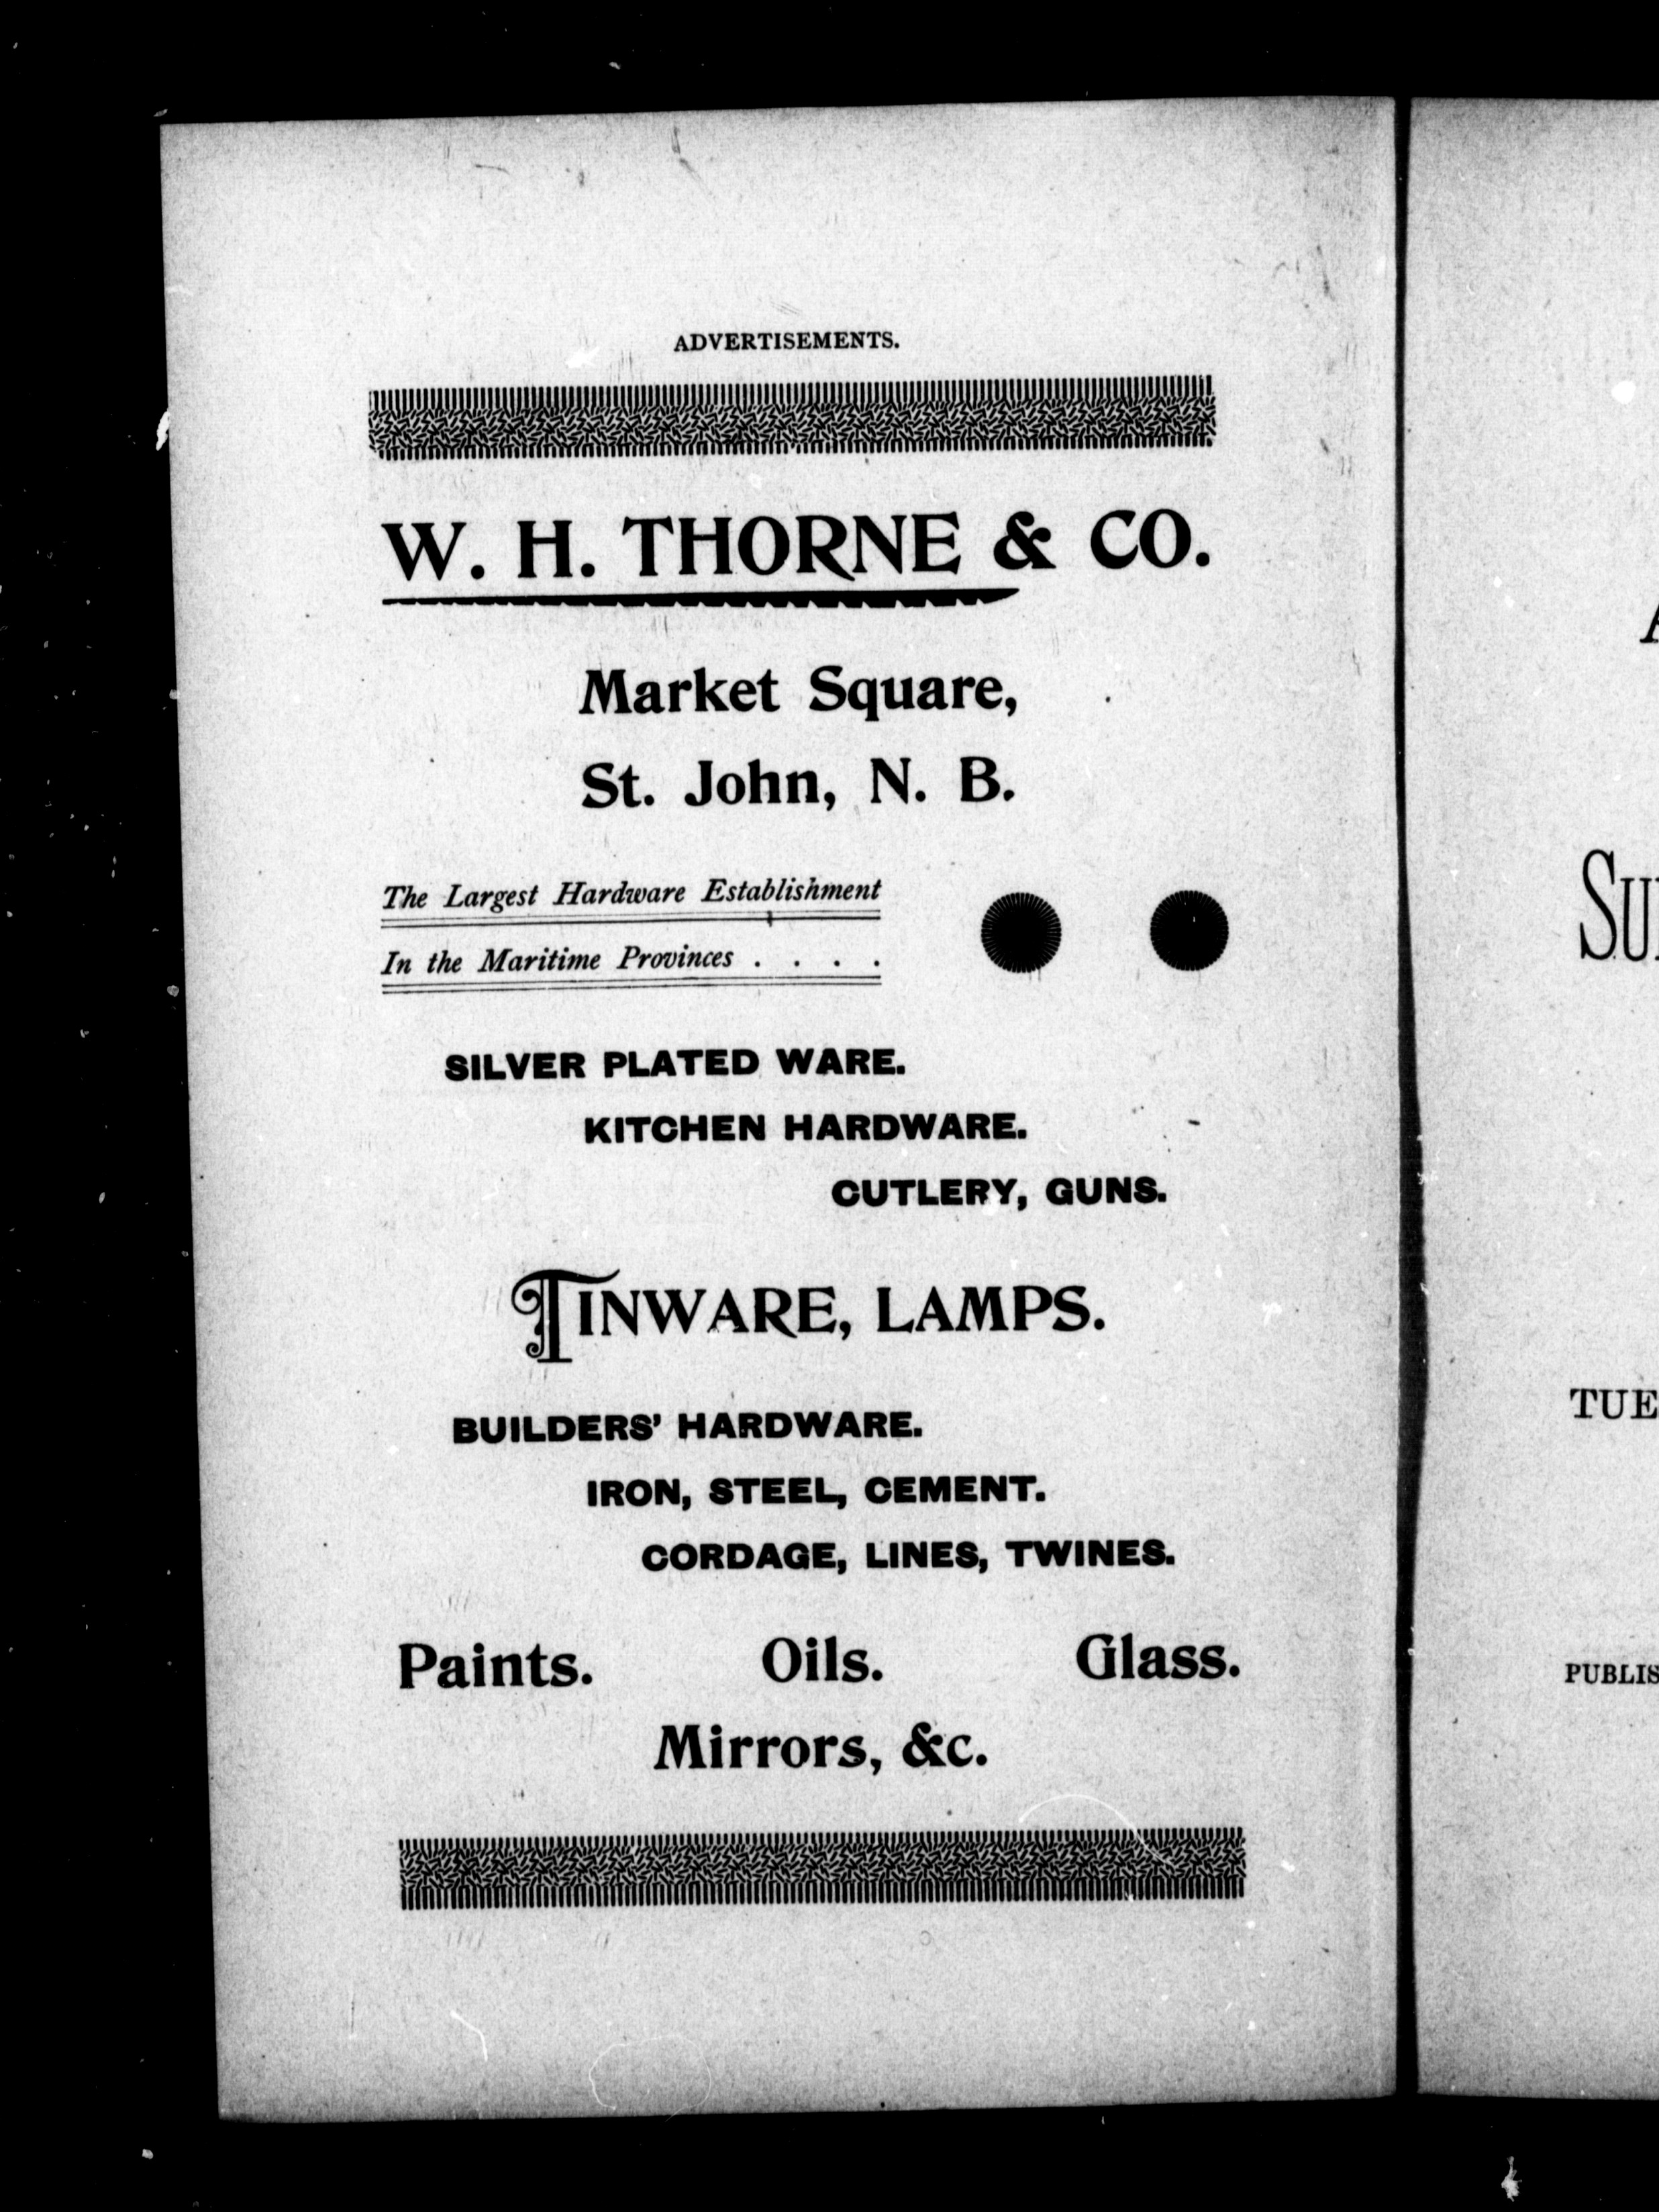 ADVERTISEMENTS.
W. H. THORNE & CO.
Market Square,
St. John, N. B.
The Largest Hardware Establishment
In the Maritime Provinces . . . .
SILVER PLATED WARE.
KITCHEN HARDWARE.
CUTLERY, GUNS.
TINWARE, LAMPS.
BUILDERS' HARDWARE.
IRON, STEEL, CEMENT.
CORDAGE, LINES, TWINES.
Paints. Oils. Glass.
Mirrors, &c.